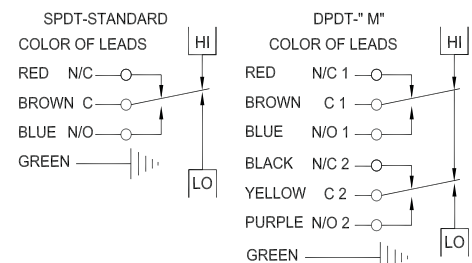 SPDT-STANDARD
COLOR OF LEADS
HI
RED N/C
BROWN C
BLUE N/O
GREEN
LO
DPDT-" M"
COLOR OF LEADS
HI
RED N/C 1
BROWN C 1
BLUE N/O 1
BLACK N/C 2
YELLOW C 2
PURPLE N/O 2
GREEN
LO